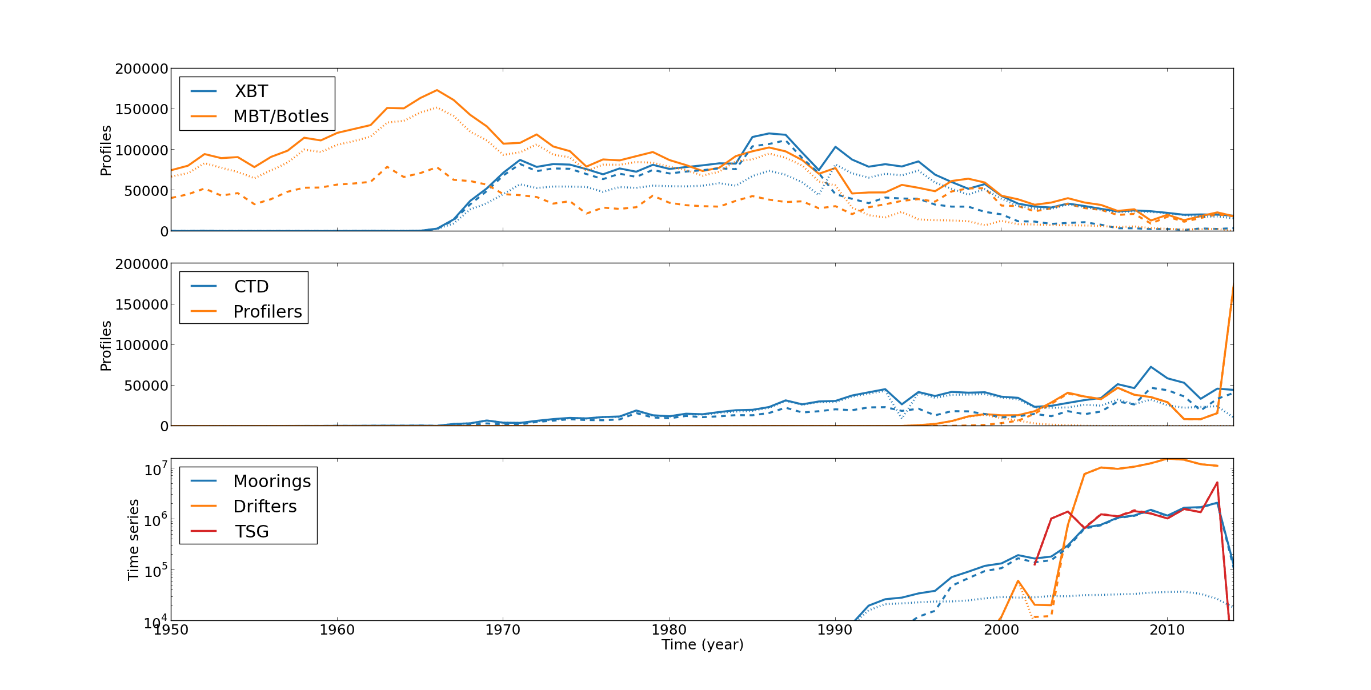 200000
150000
100000
50000
0
Profiles
XBT
MBT/Botles
200000
150000
100000
50000
0
Profiles
CTD
Profilers
10^7
10^6
10^5
10^4
Time series
Moorings
Drifters
TSG
1950 1960 1970 1980 1990 2000 2010
Time (year)